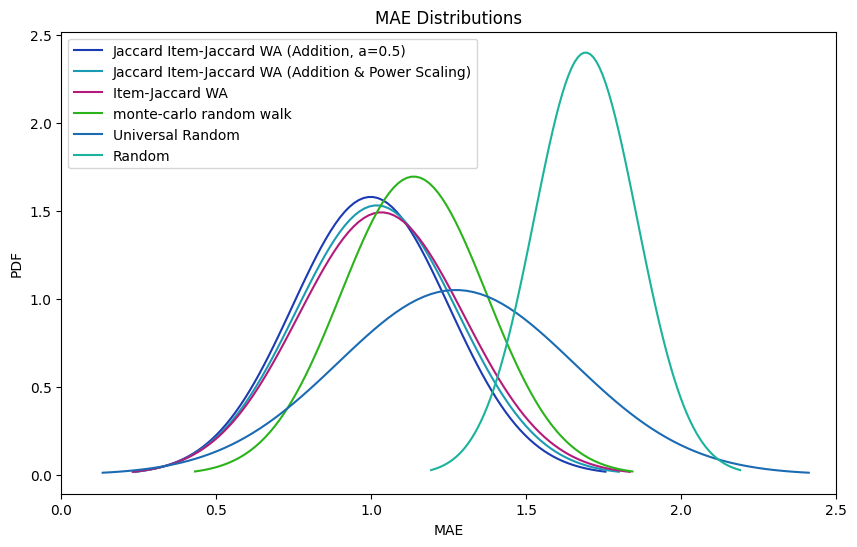 MAE Distributions
Jaccard Item-Jaccard WA (Addition, a=0.5)
Jaccard Item-Jaccard WA (Addition & Power Scaling)
Item-Jaccard WA
monte-carlo random walk
Universal Random
Random
2.5
2.0
1.5
1.0
0.5
0.0
PDF
0.0 0.5 1.0 1.5 2.0 2.5
MAE